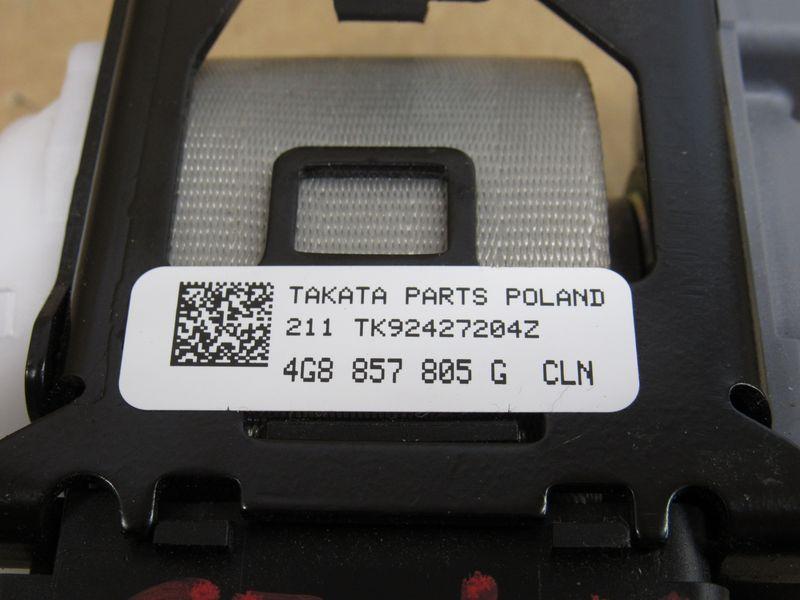 TAKATA PARTS POLAND
211 TK92427204Z
4G8 857 805 G CLN